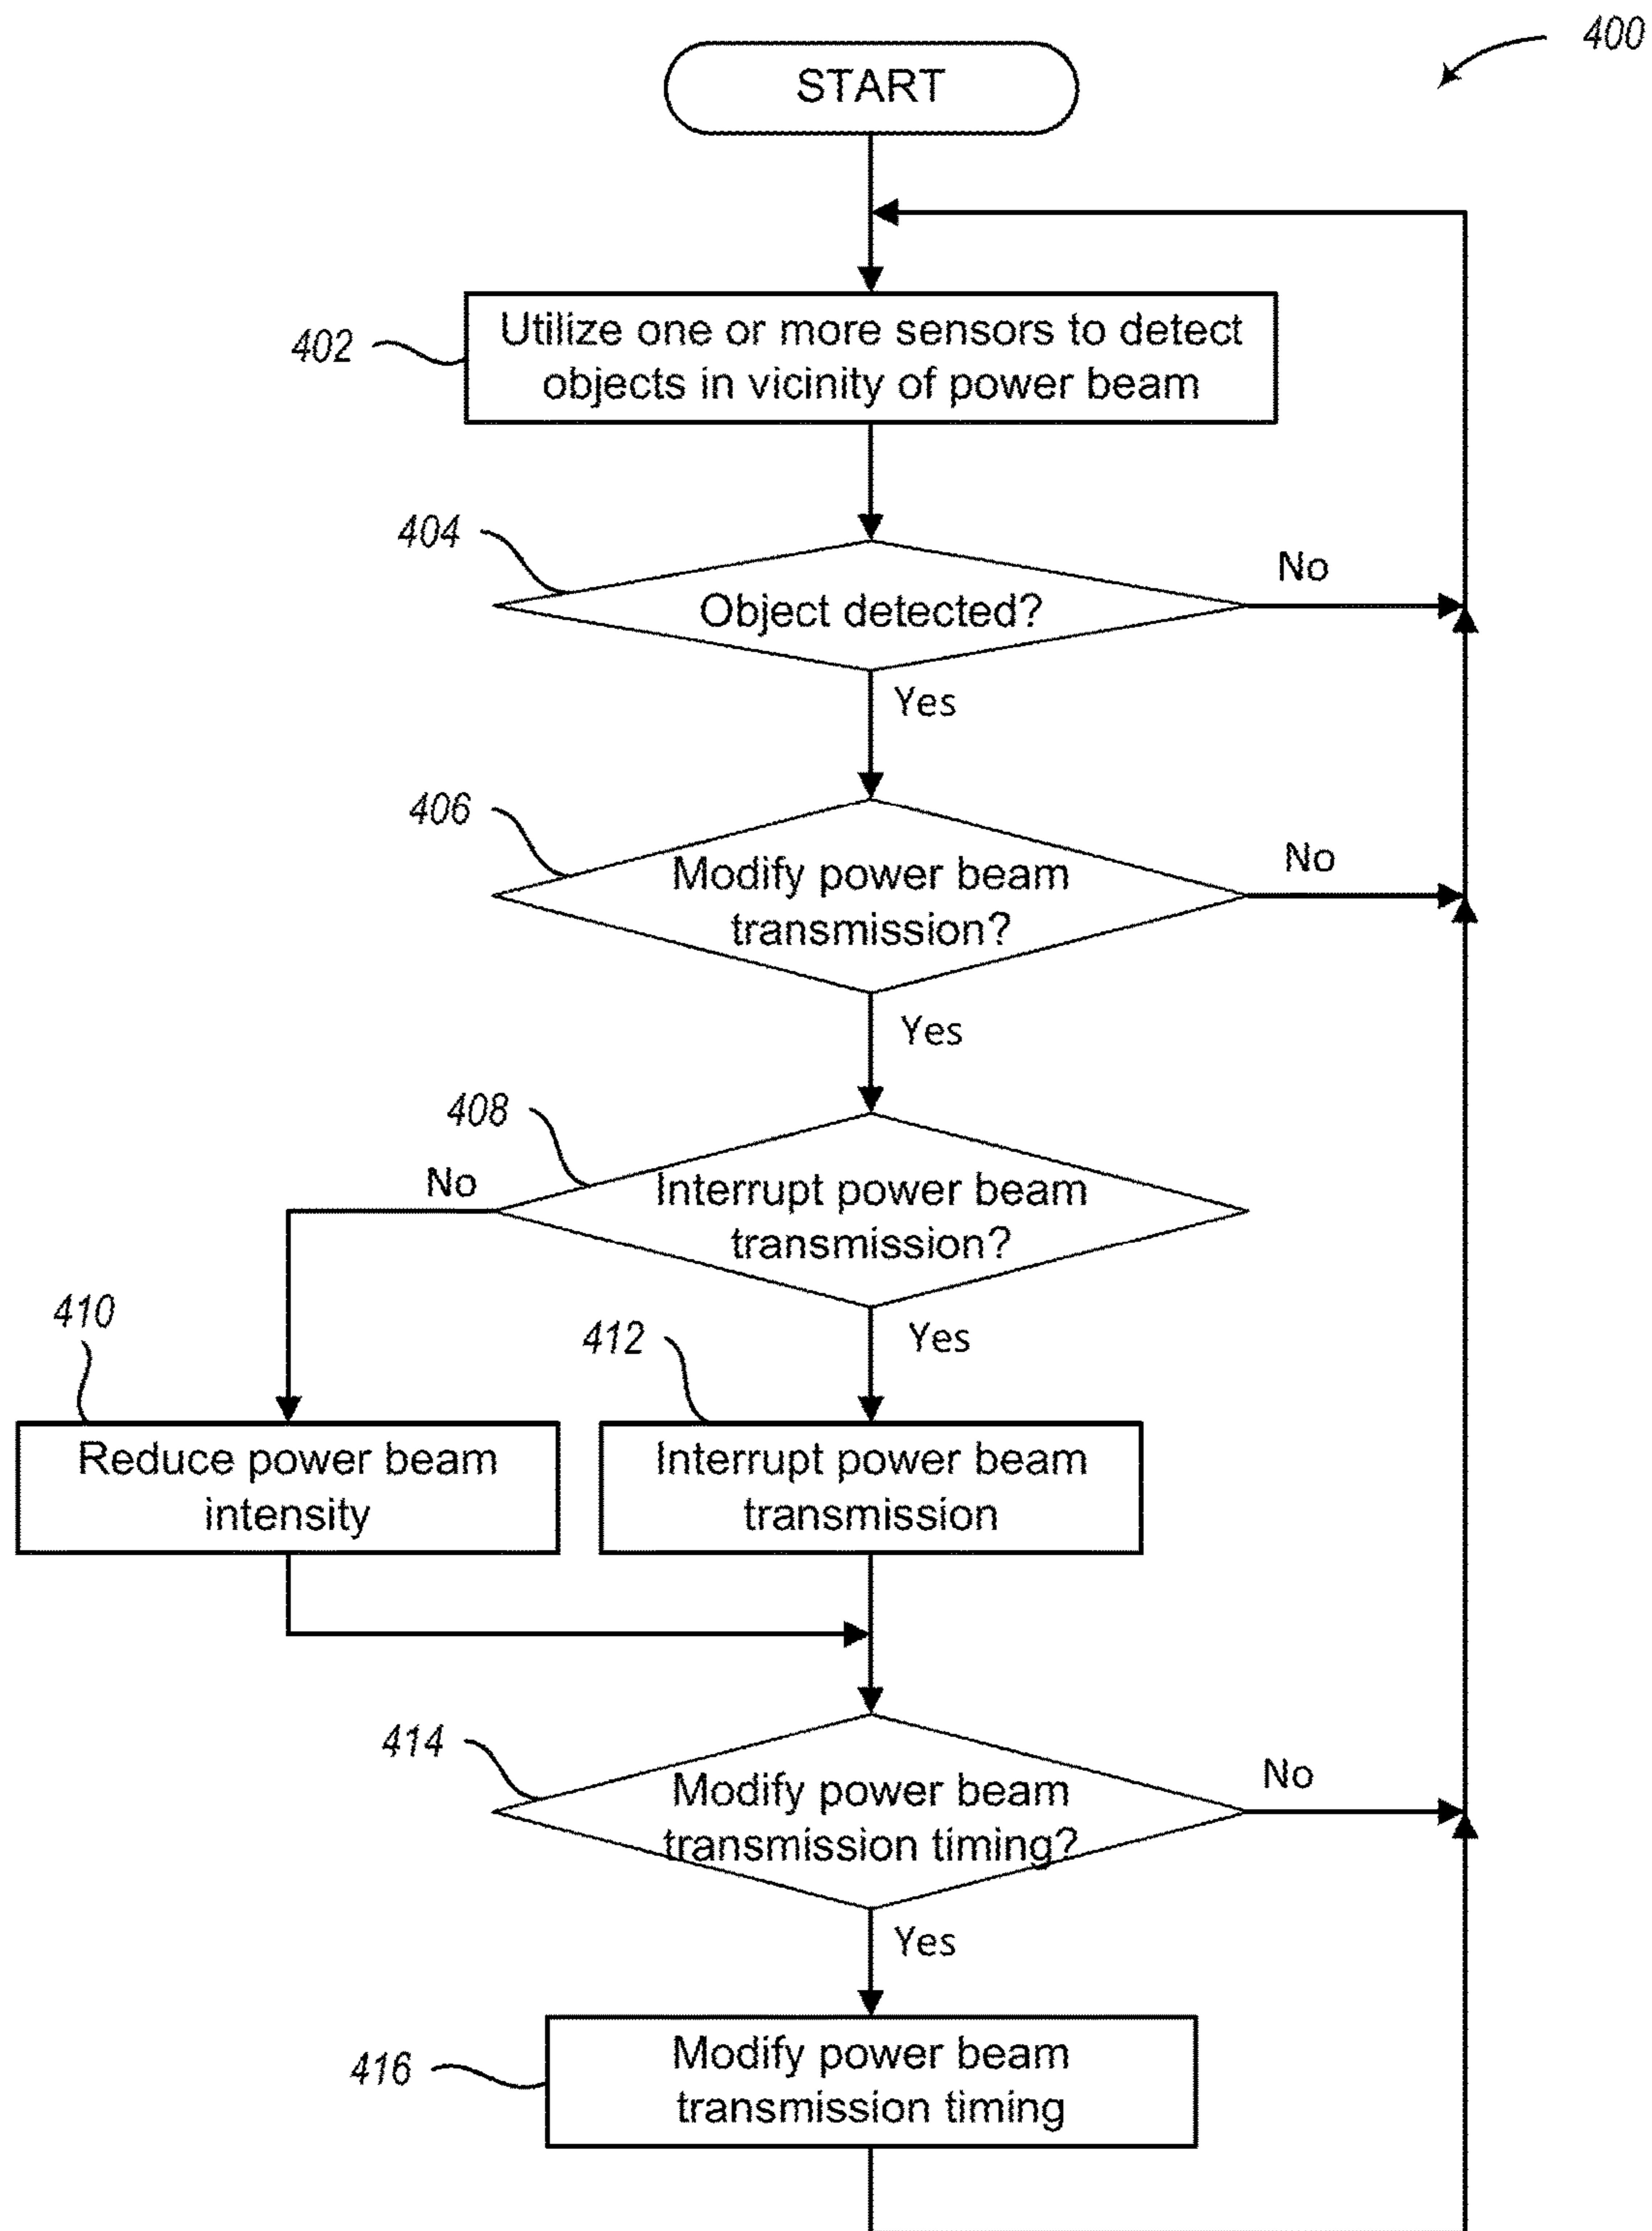 400
START
402
Utilize one or more sensors to detect
objects in vicinity of power beam
404
No
Object detected?
Yes
406
Modify power beam
transmission?
No
Yes
408
No
Interrupt power beam
transmission?
410
412
Yes
Reduce power beam
intensity
Interrupt power beam
transmission
414
No
Modify power beam
transmission timing?
Yes
416
Modify power beam
transmission timing